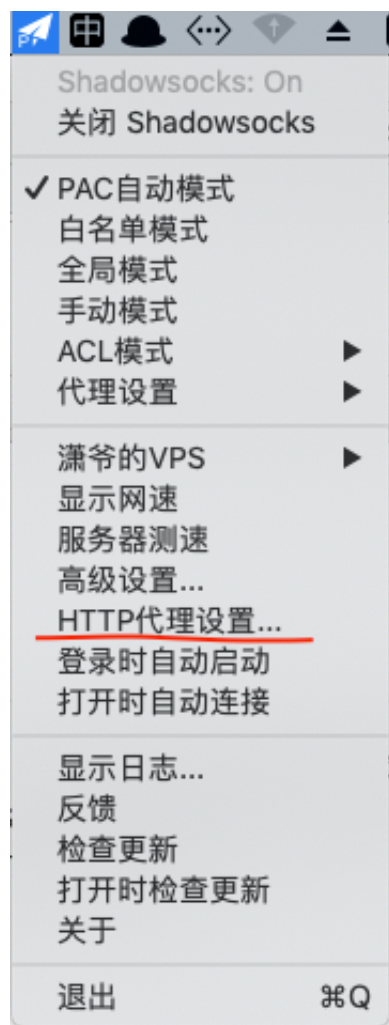 中
Shadowsocks: On
关闭 Shadowsocks
✓ PAC自动模式
白名单模式
全局模式
手动模式
ACL模式 ▶
代理设置 ▶
潇爷的VPS ▶
显示网速
服务器测速
高级设置...
HTTP代理设置...
登录时自动启动
打开时自动连接
显示日志...
反馈
检查更新
打开时检查更新
关于
退出 ⌘Q